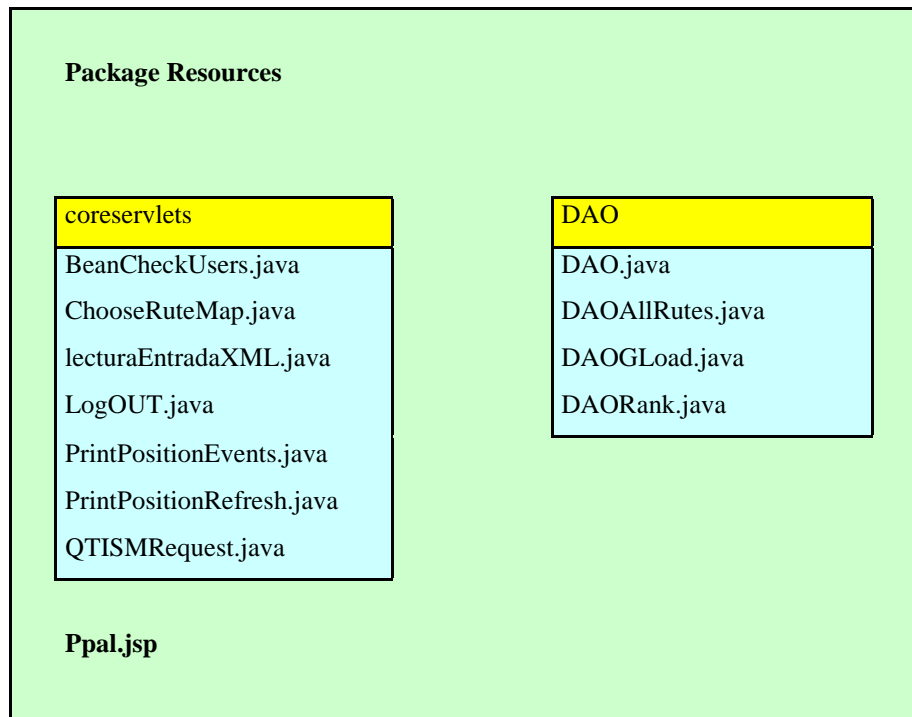 Package Resources
coreservlets
BeanCheckUsers.java
ChooseRuteMap.java
lecturaEntradaXML.java
LogOUT.java
PrintPositionEvents.java
PrintPositionRefresh.java
QTISMRequest.java
DAO
DAO.java
DAOAllRutes.java
DAOGLoad.java
DAORank.java
Ppal.jsp